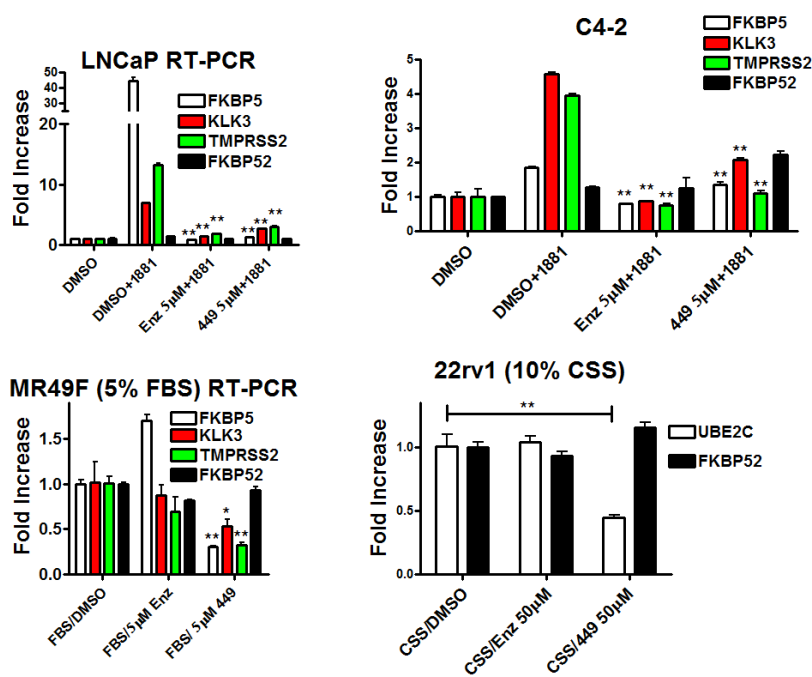 LNCaP RT-PCR
Fold Increase
50
40
30
20
10
0
FKBP5
KLK3
TMPRSS2
FKBP52
** ** **
** ** **
DMSO
DMSO+1881
Enz 5µM+1881
449 5µM+1881
C4-2
Fold Increase
5
4
3
2
1
0
FKBP5
KLK3
TMPRSS2
FKBP52
** ** **
** ** **
DMSO
DMSO+1881
Enz 5µM+1881
449 5µM+1881
MR49F (5% FBS) RT-PCR
Fold Increase
1.5
1.0
0.5
0.0
FKBP5
KLK3
TMPRSS2
FKBP52
** * **
FBS/DMSO
FBS/5µM Enz
FBS/ 5µM 449
22rv1 (10% CSS)
Fold Increase
1.0
0.5
0.0
**
UBE2C
FKBP52
CSS/DMSO
CSS/Enz 50µM
CSS/449 50µM